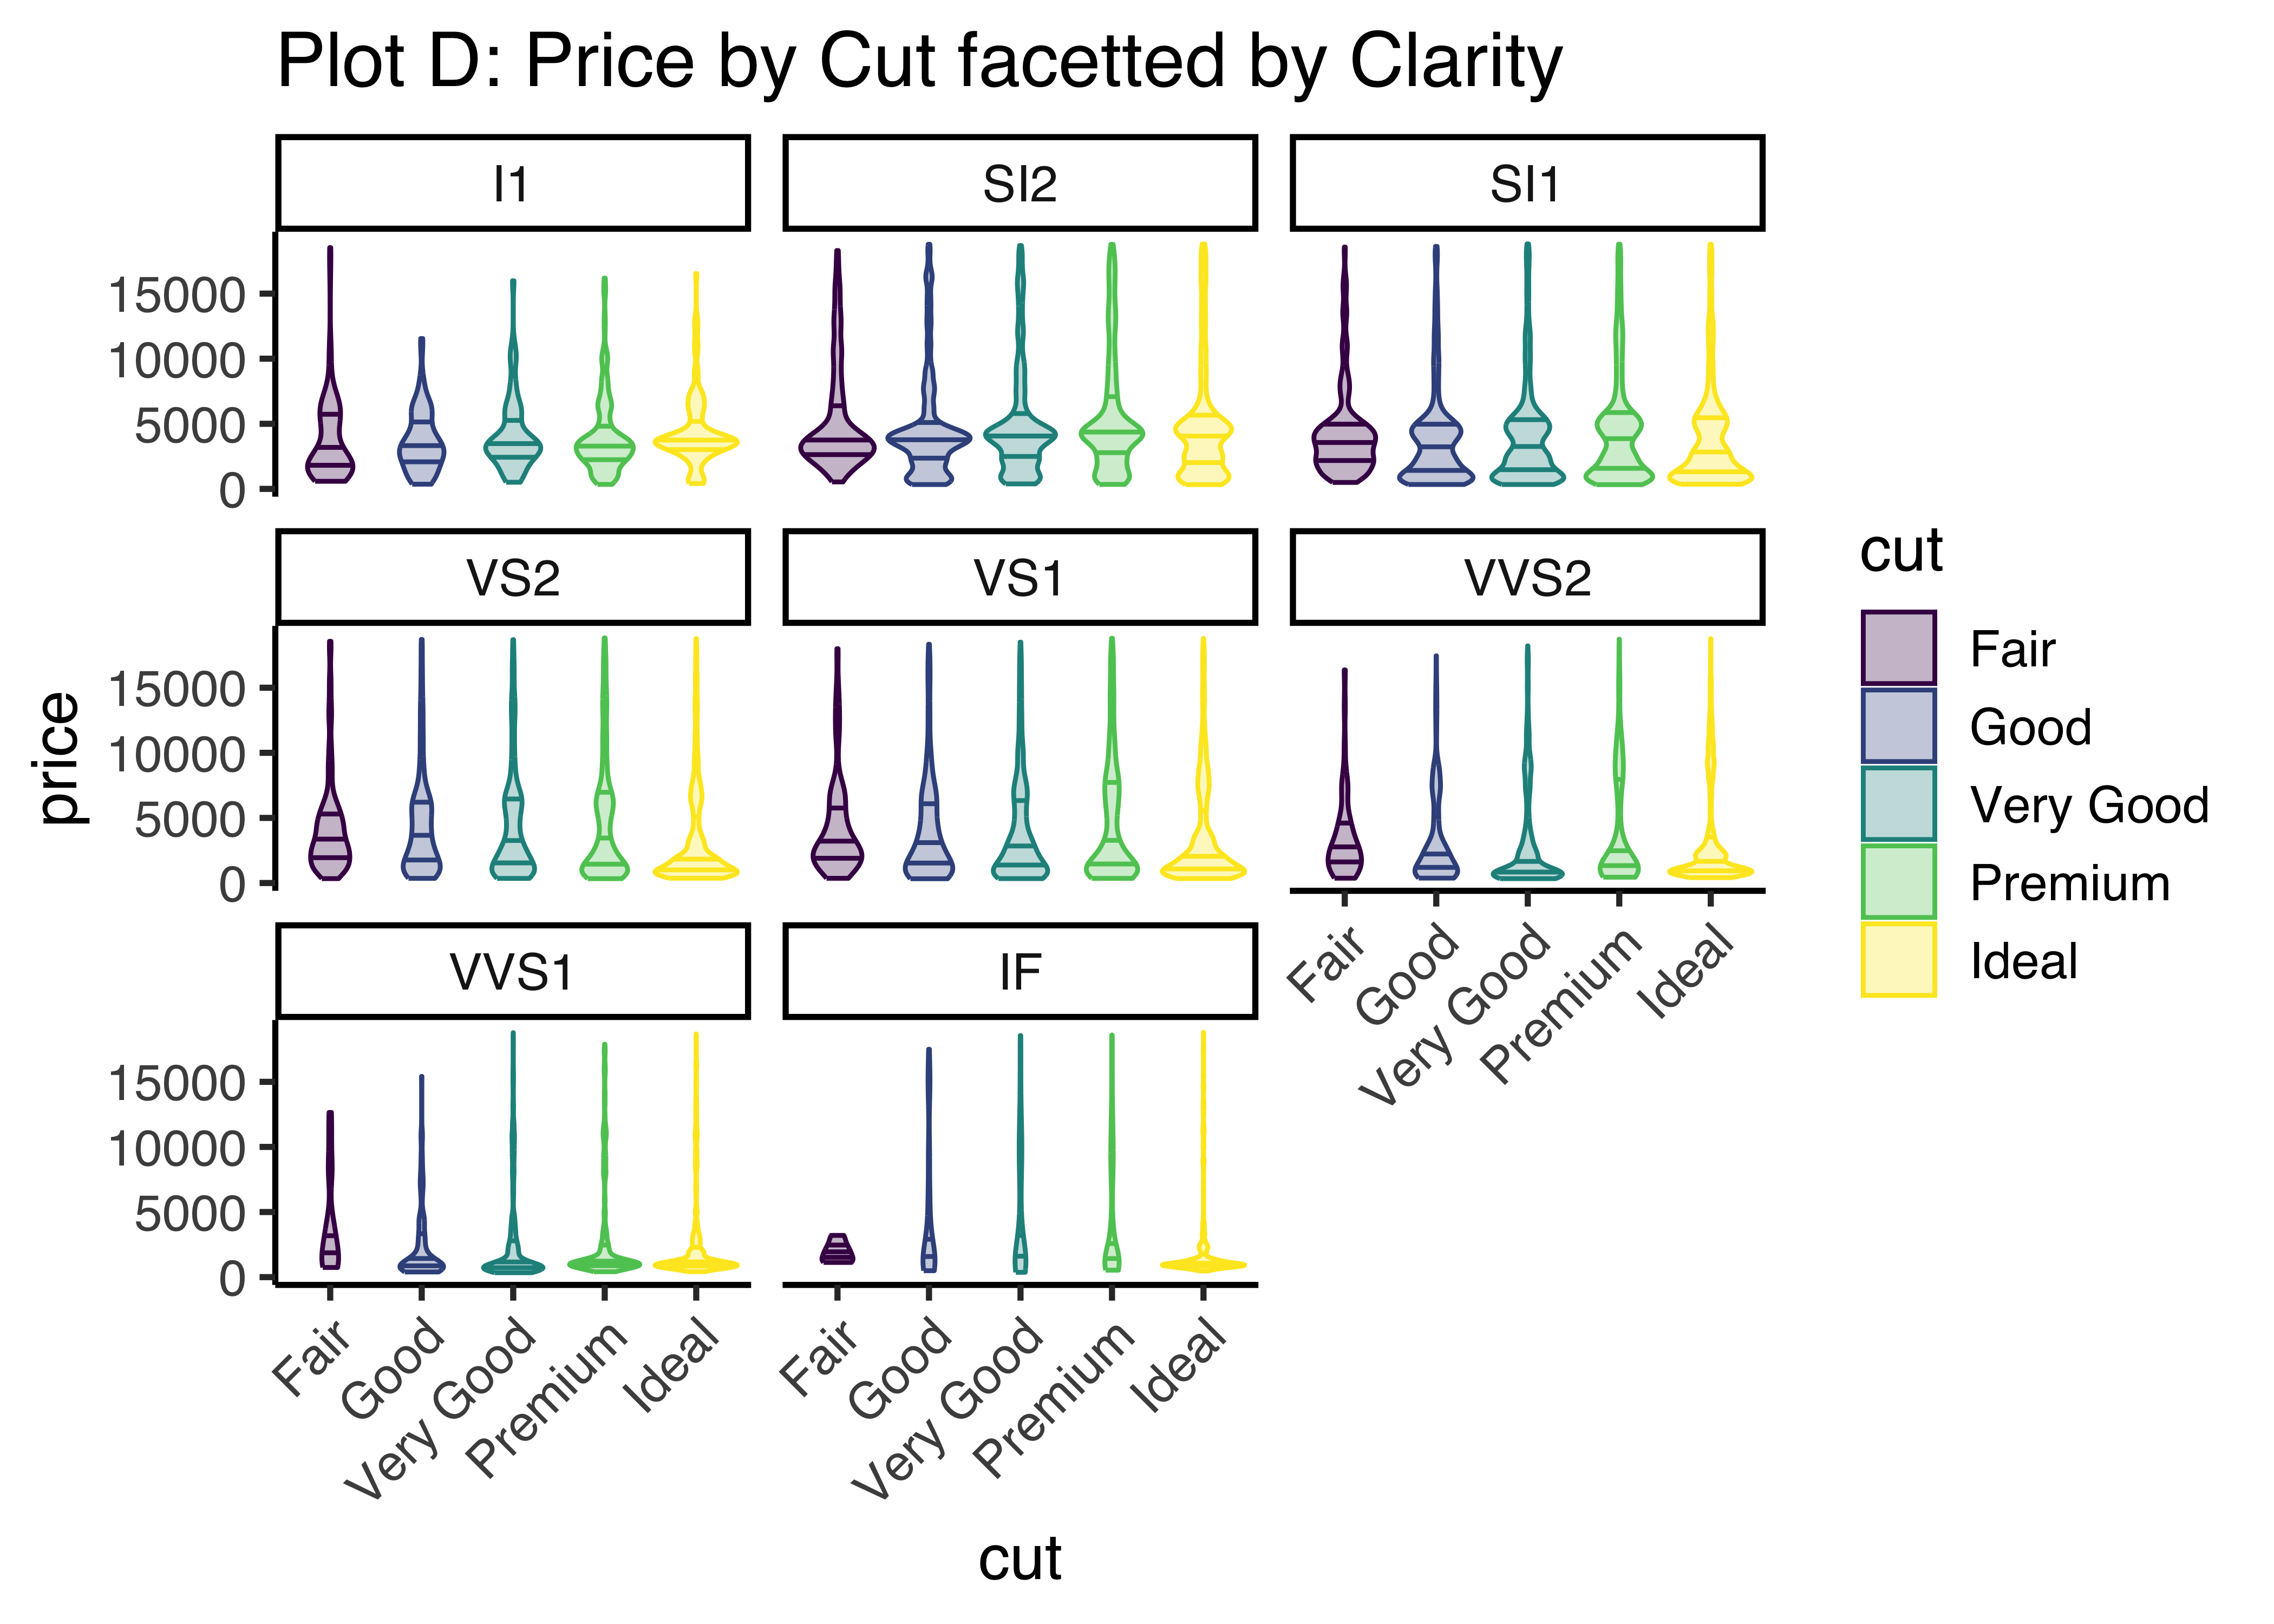 Plot D: Price by Cut facetted by Clarity
I1
SI2
SI1
15000
10000
5000
0
VS2
VS1
VVS2
15000
10000
5000
0
Fair
Good
Very Good
Premium
Ideal
VVS1
IF
15000
10000
5000
0
Fair
Good
Very Good
Premium
Ideal
Fair
Good
Very Good
Premium
Ideal
price
cut
cut
Fair
Good
Very Good
Premium
Ideal